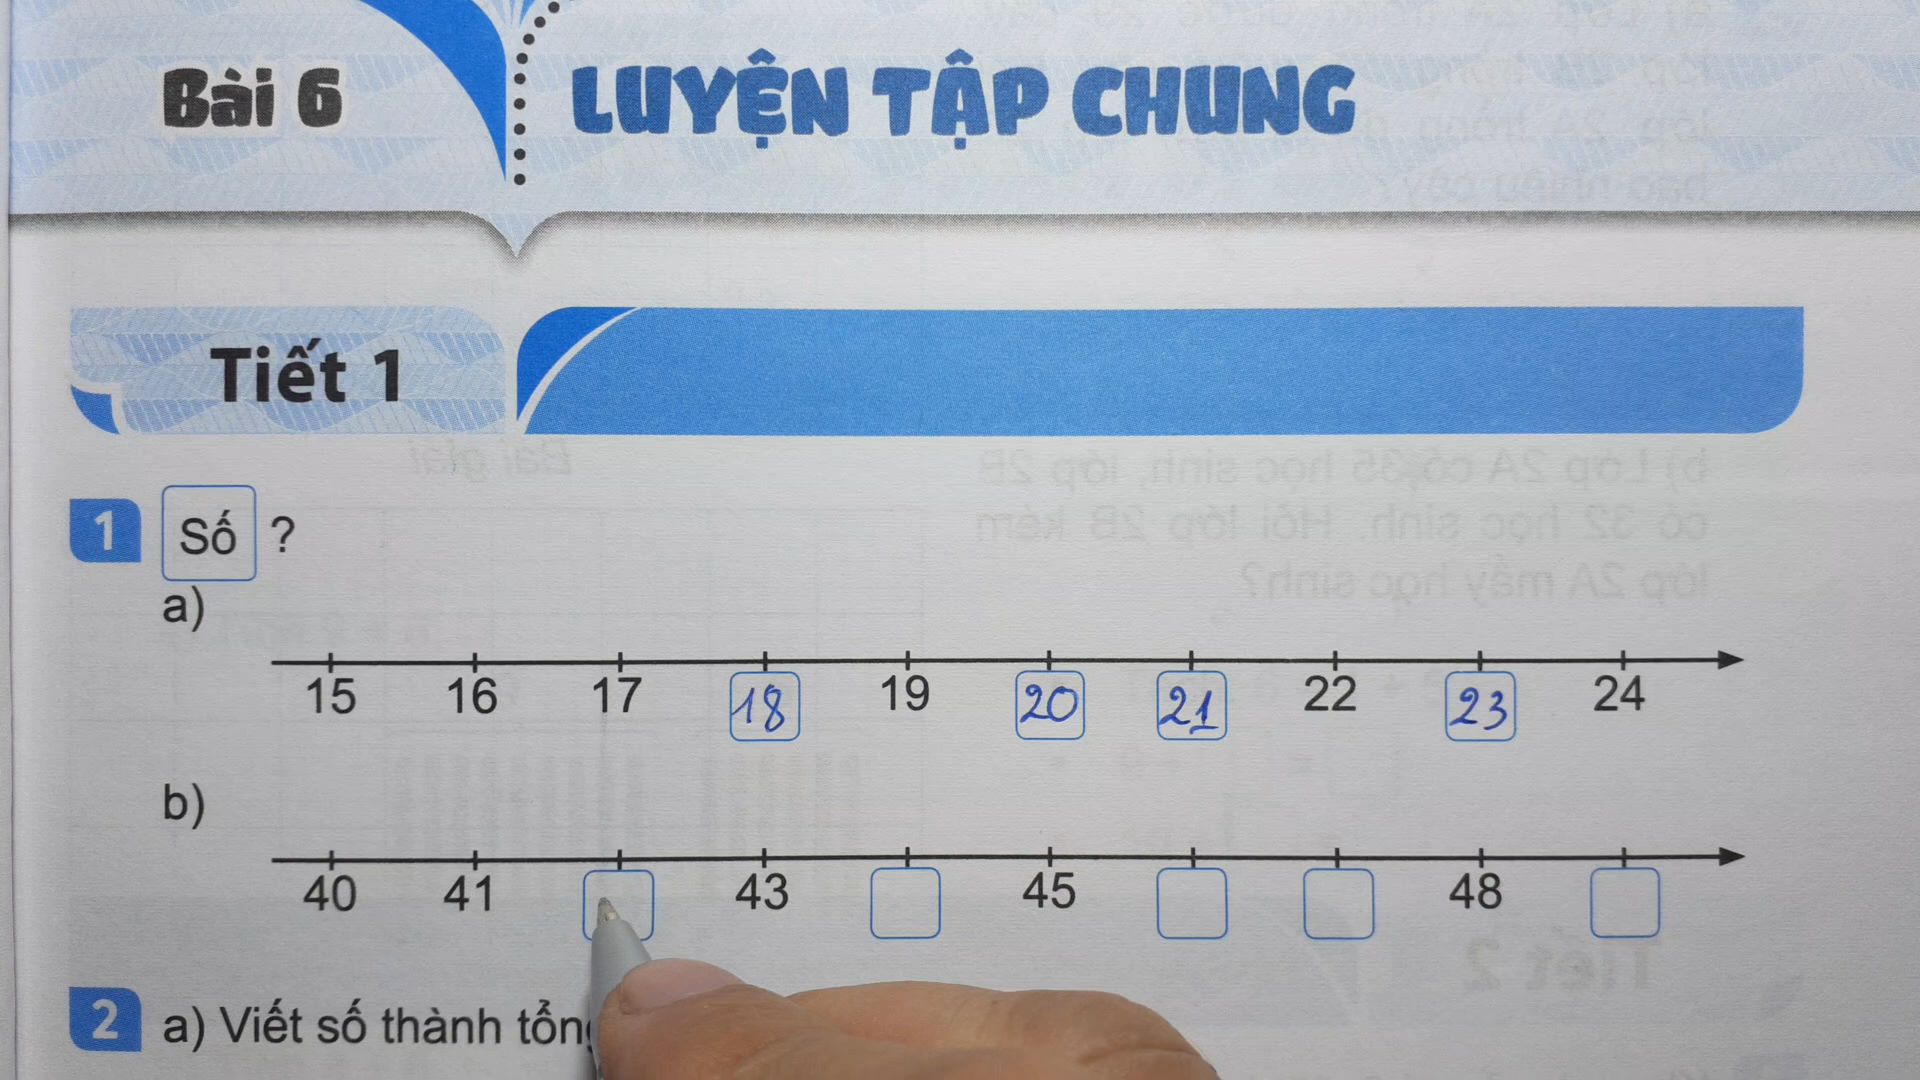 Bài 6
LUYỆN TẬP CHUNG
Tiết 1
1 Số ?
a)
15 16 17 18 19 20 21 22 23 24
b)
40 41 43 45 48
2 a) Viết số thành